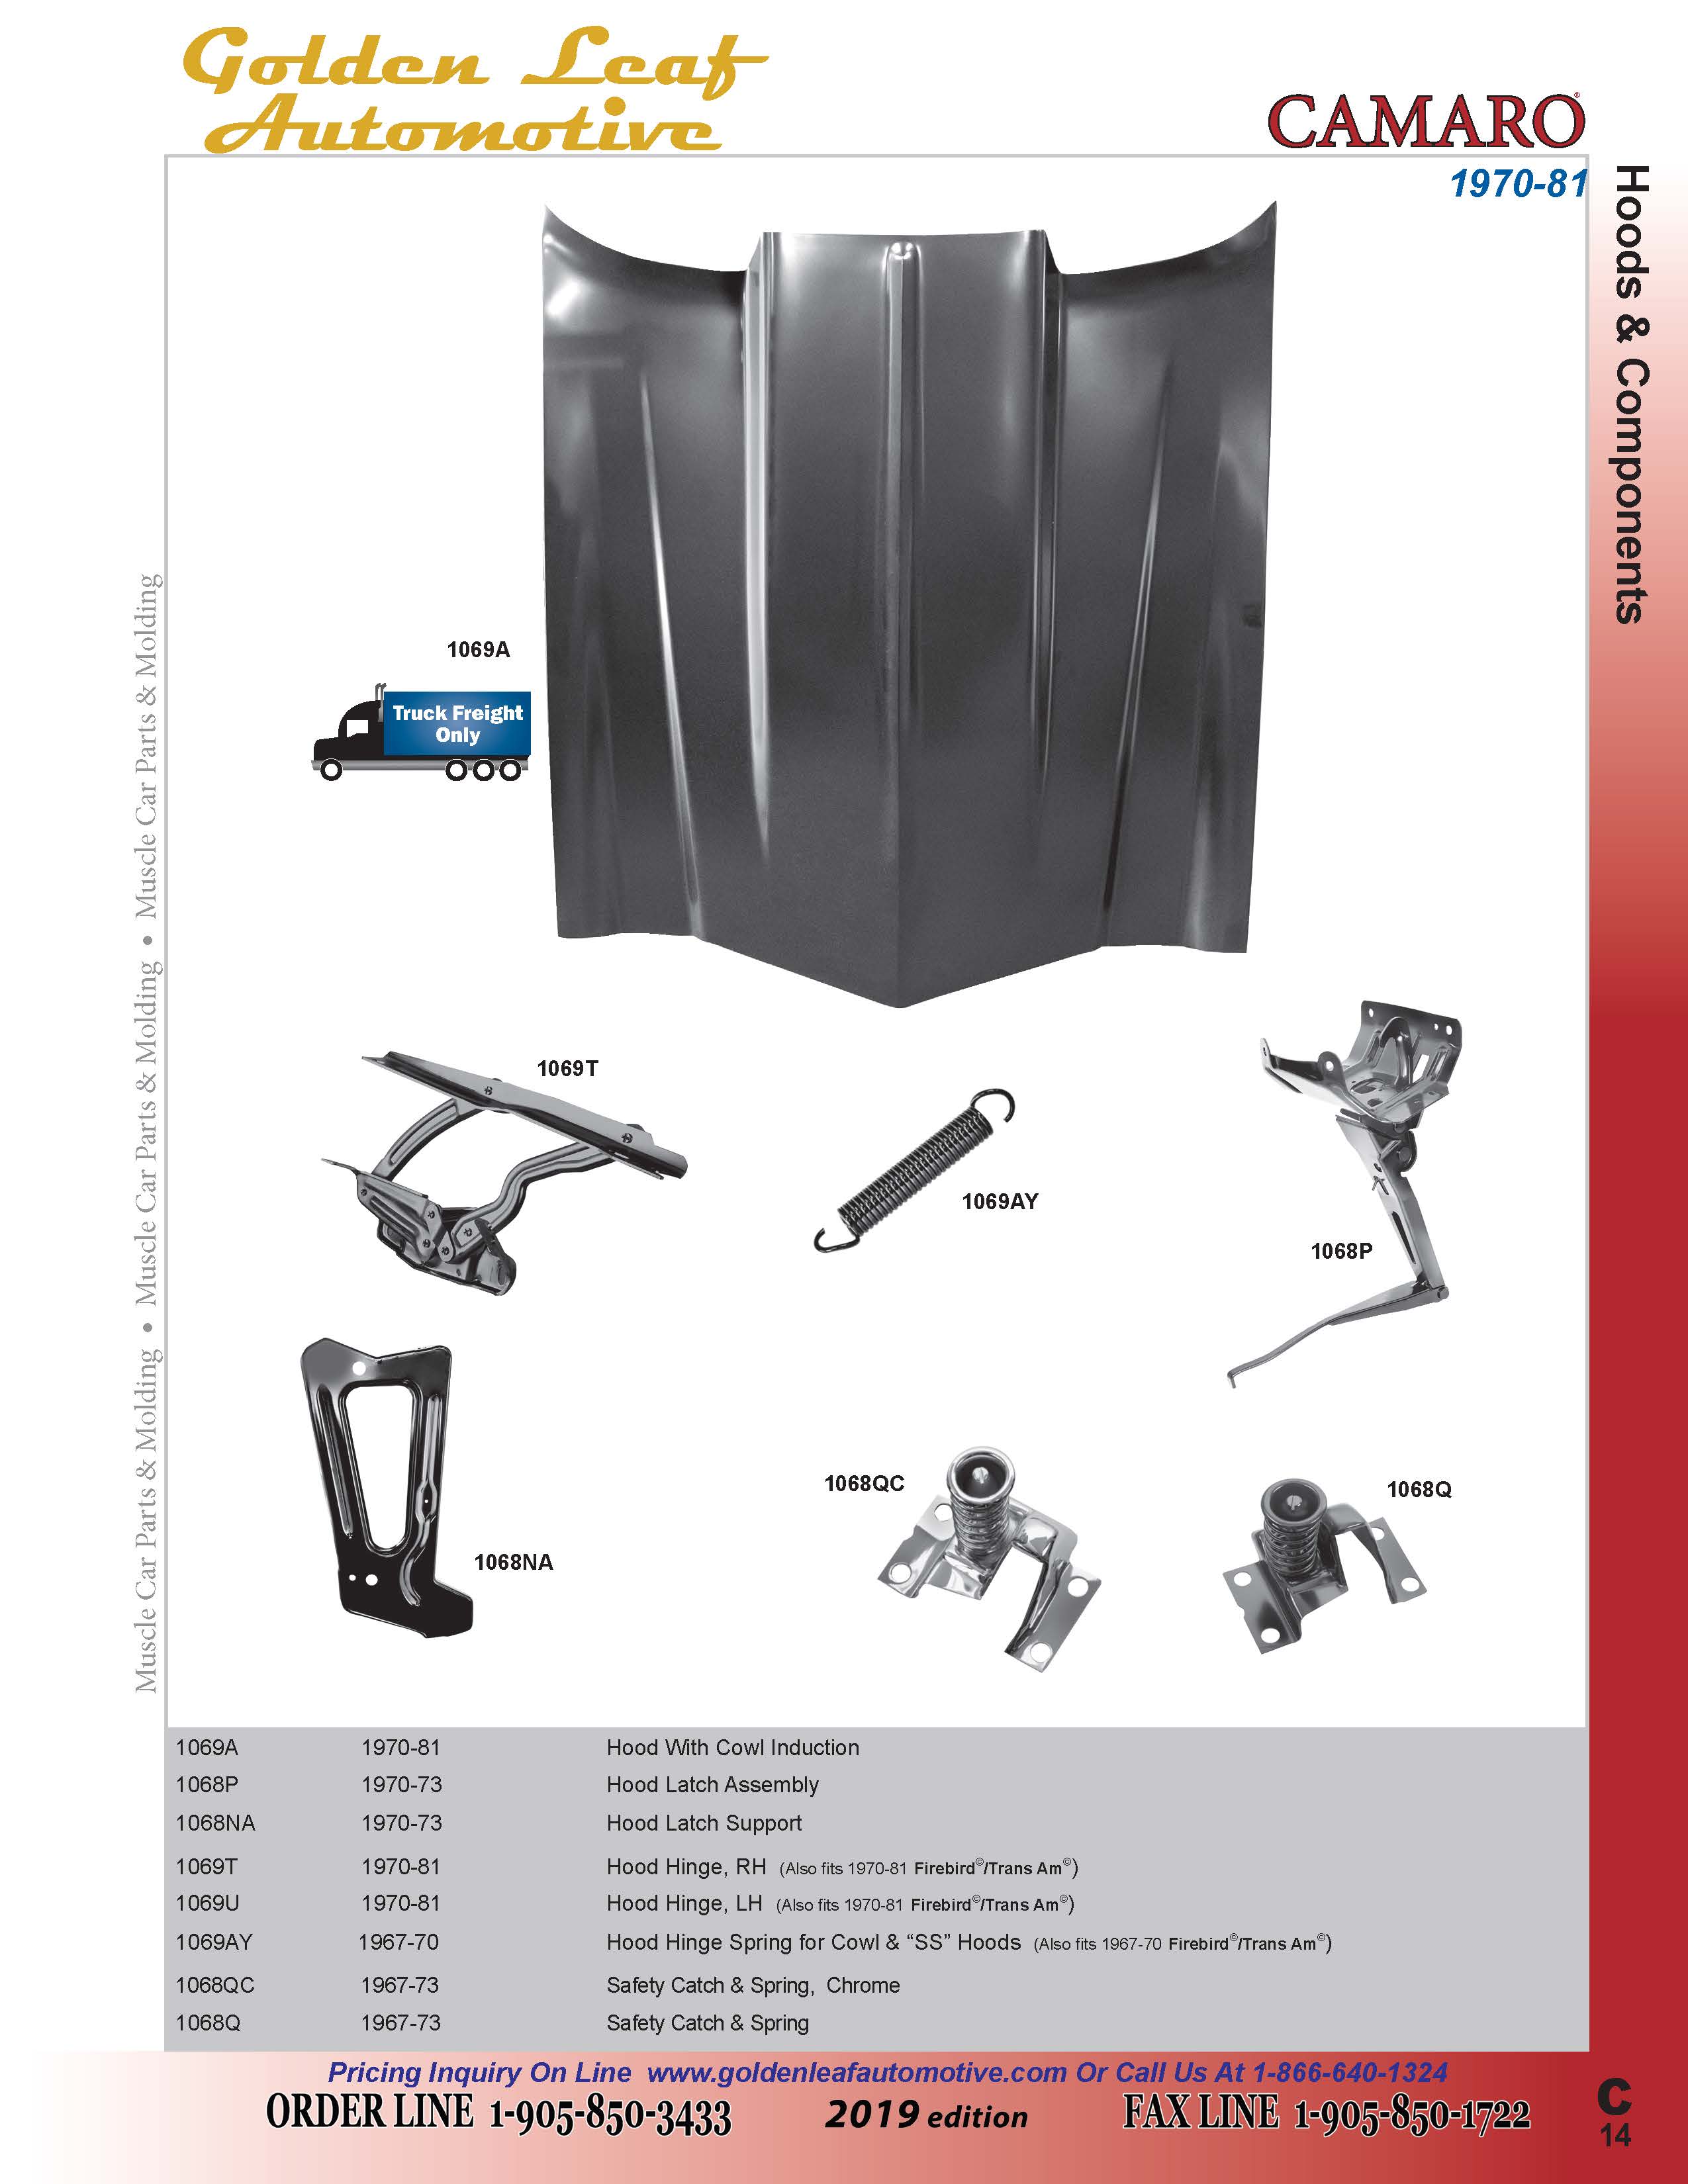 Golden Leaf
Automotive
CAMARO®
1970-81
Hoods & Components
Muscle Car Parts & Molding • Muscle Car Parts & Molding • Muscle Car Parts & Molding
1069A
Truck Freight
Only
1069T
1069AY
1068P
1068NA
1068QC
1068Q
1069A 1970-81 Hood With Cowl Induction
1068P 1970-73 Hood Latch Assembly
1068NA 1970-73 Hood Latch Support
1069T 1970-81 Hood Hinge, RH (Also fits 1970-81 Firebird©/Trans Am©)
1069U 1970-81 Hood Hinge, LH (Also fits 1970-81 Firebird©/Trans Am©)
1069AY 1967-70 Hood Hinge Spring for Cowl & “SS” Hoods (Also fits 1967-70 Firebird©/Trans Am©)
1068QC 1967-73 Safety Catch & Spring, Chrome
1068Q 1967-73 Safety Catch & Spring
Pricing Inquiry On Line www.goldenleafautomotive.com Or Call Us At 1-866-640-1324
ORDER LINE 1-905-850-3433 2019 edition FAX LINE 1-905-850-1722
C
14